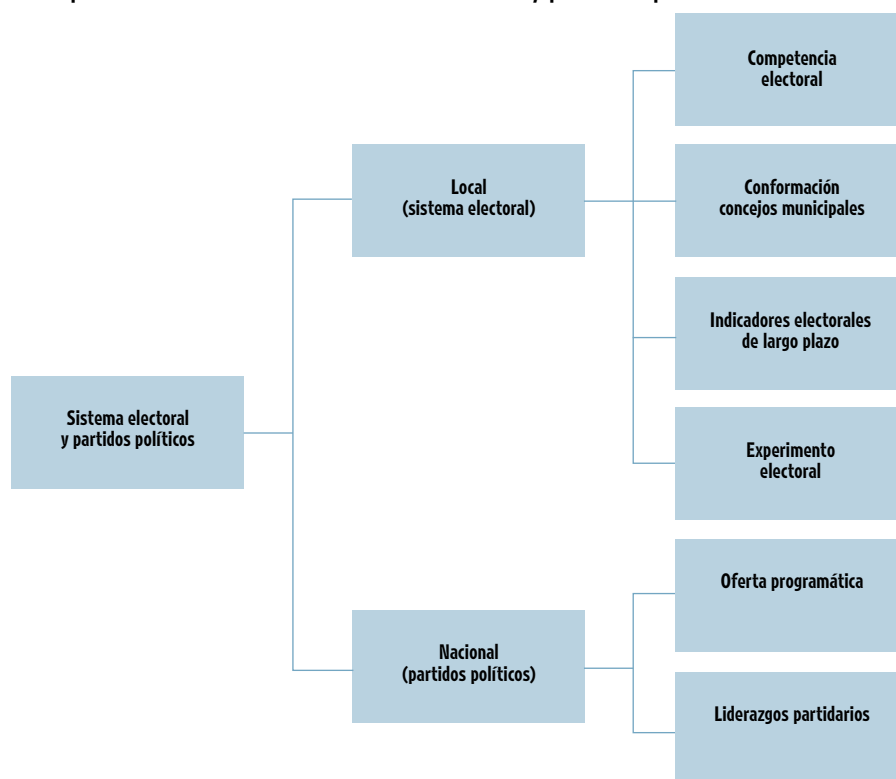 Sistema electoral
y partidos políticos
Local
(sistema electoral)
Competencia
electoral
Conformación
concejos municipales
Indicadores electorales
de largo plazo
Experimento
electoral
Nacional
(partidos políticos)
Oferta programática
Liderazgos partidarios